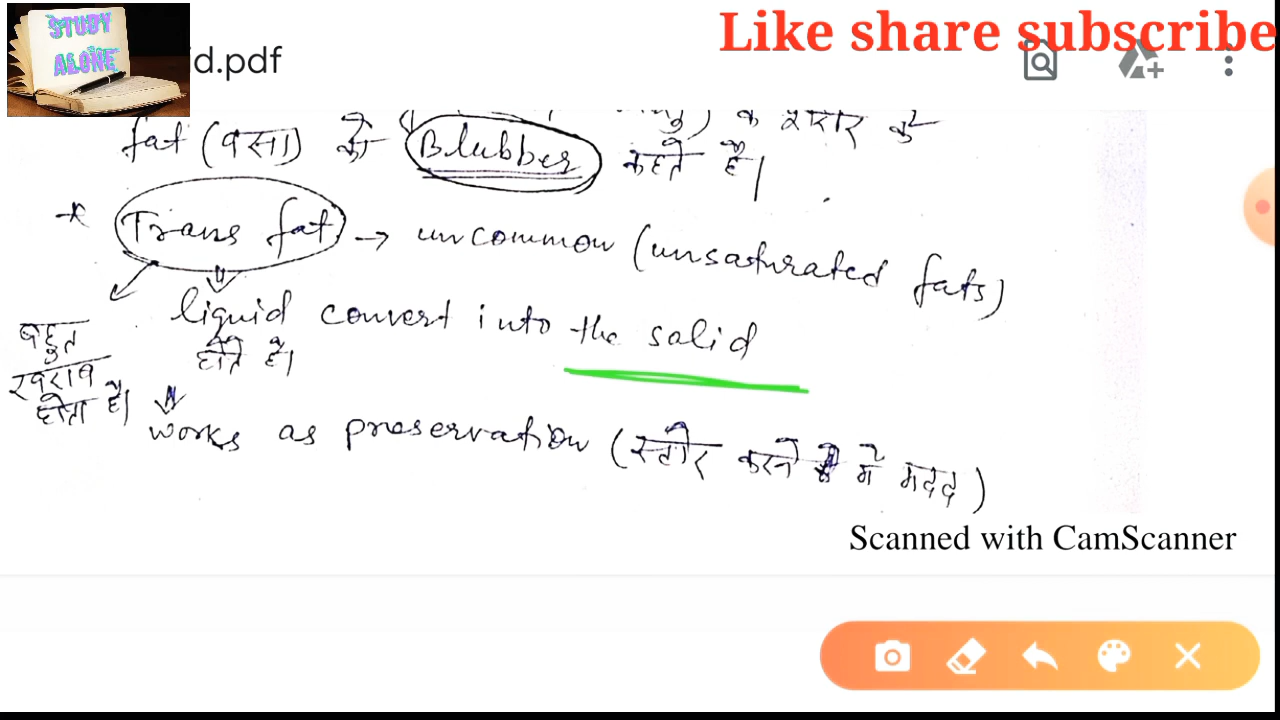 STUDY
ALONE
d.pdf
Like share subscribe
के शरीर के
fat (वसा) को Blubber कहते हैं।
* Trans fat → uncommon (unsaturated fats)
liquid convert into the solid
होते हैं।
बहुत
खराब
होता है।
works as preservation (स्टोर करने में मदद)
Scanned with CamScanner